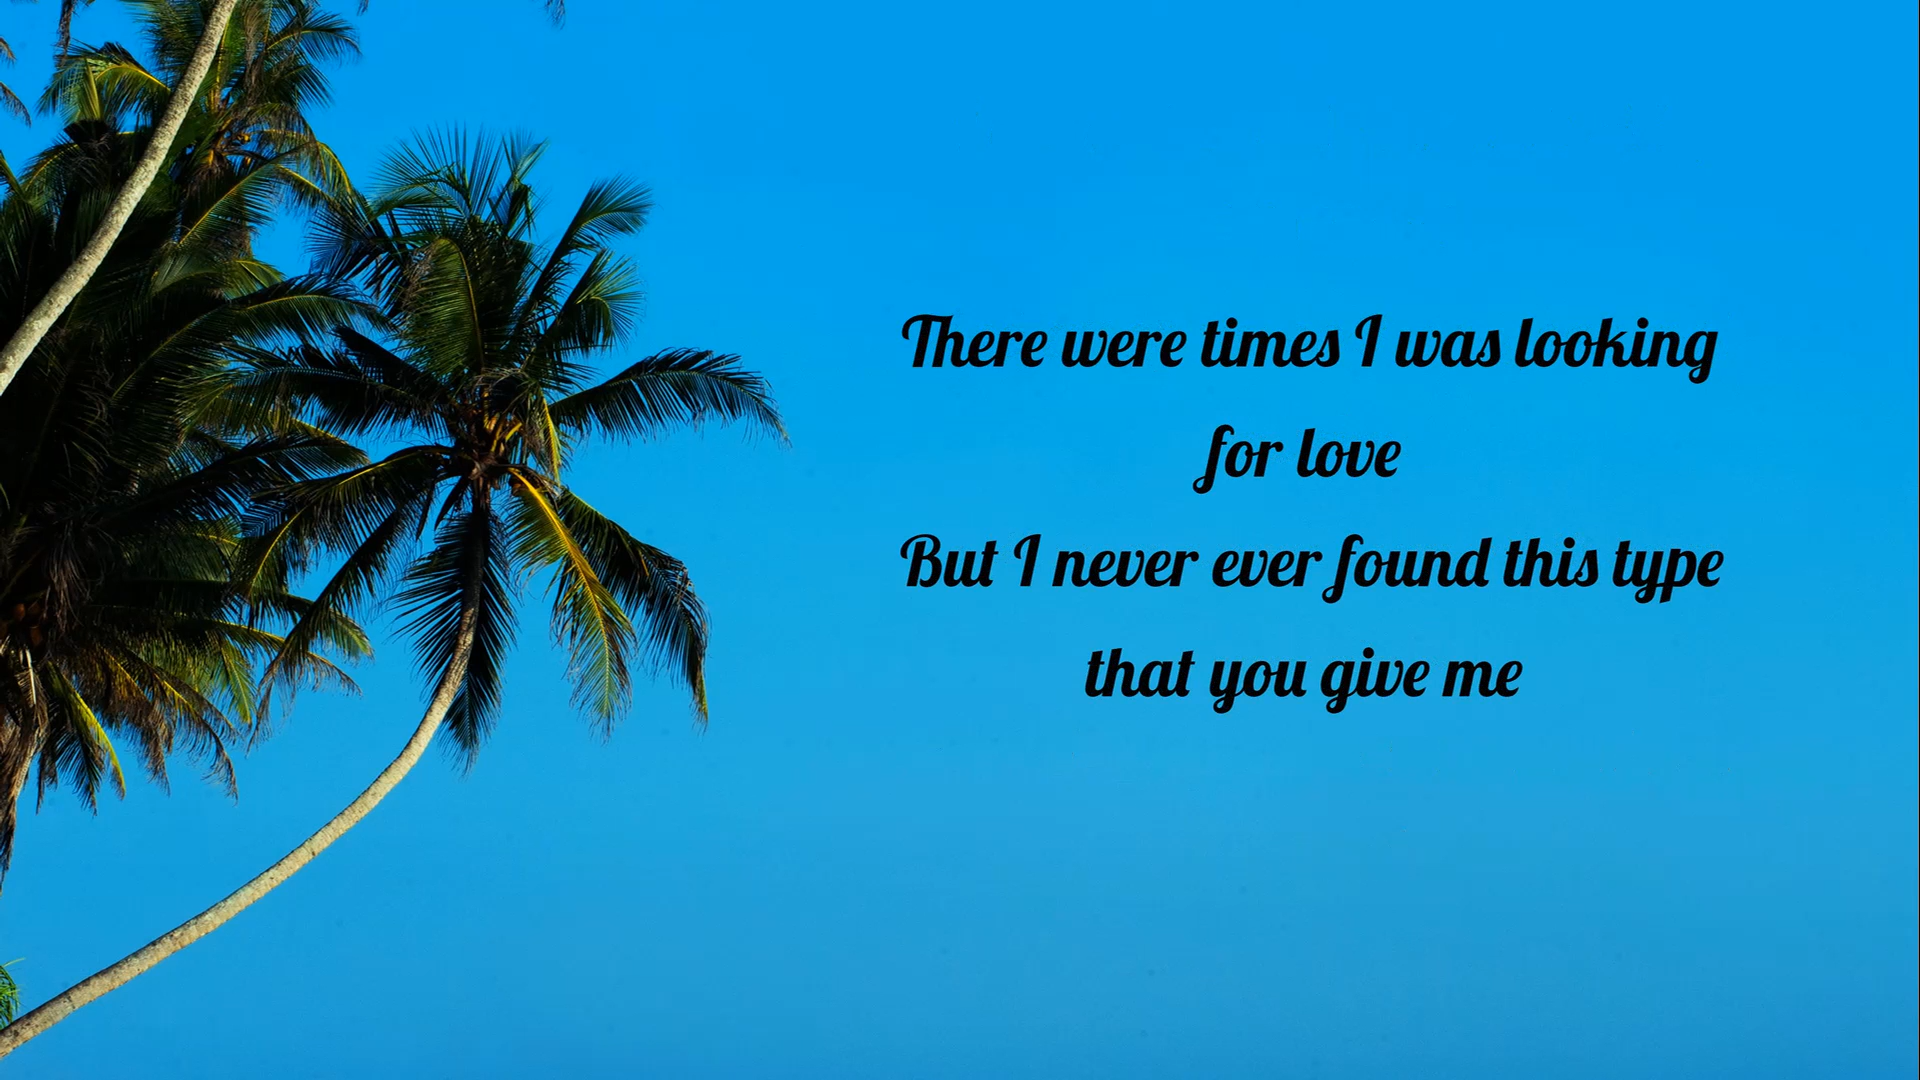 There were times I was looking
for love
But I never ever found this type
that you give me